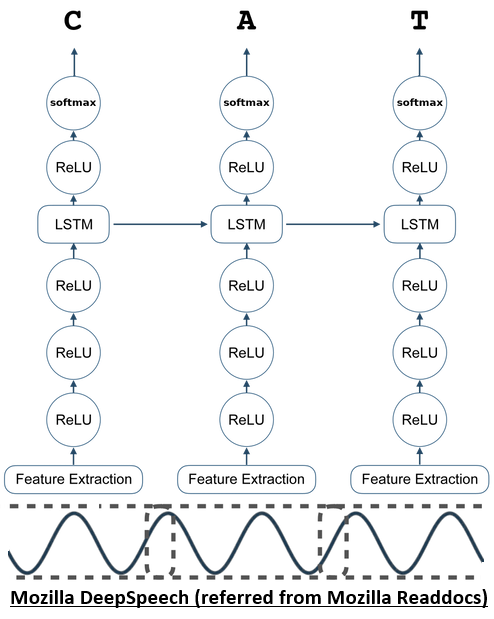 C A T
softmax softmax softmax
ReLU ReLU ReLU
LSTM LSTM LSTM
ReLU ReLU ReLU
ReLU ReLU ReLU
ReLU ReLU ReLU
Feature Extraction Feature Extraction Feature Extraction
Mozilla DeepSpeech (referred from Mozilla Readdocs)